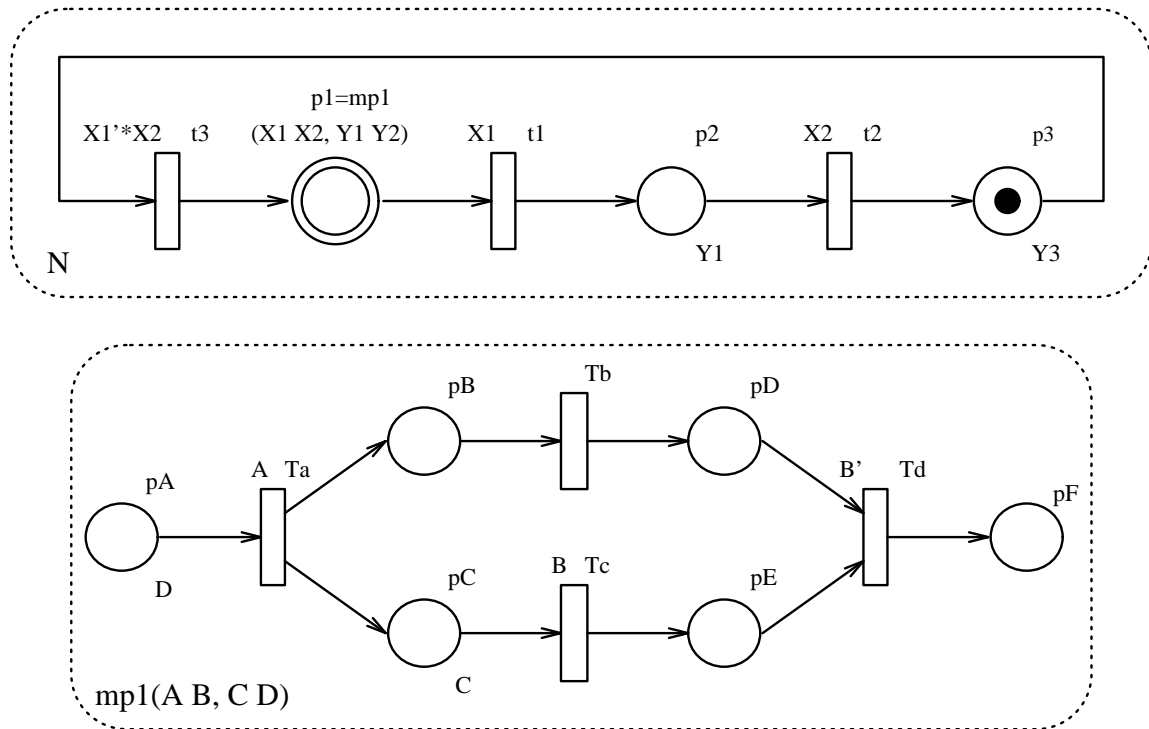 p1=mp1
X1'*X2 t3 (X1 X2, Y1 Y2) X1 t1 p2 X2 t2 p3
Y1 Y3
N
Tb
pB pD
A Ta B' Td
pA pF
B Tc
pC pE
D
C
mp1(A B, C D)